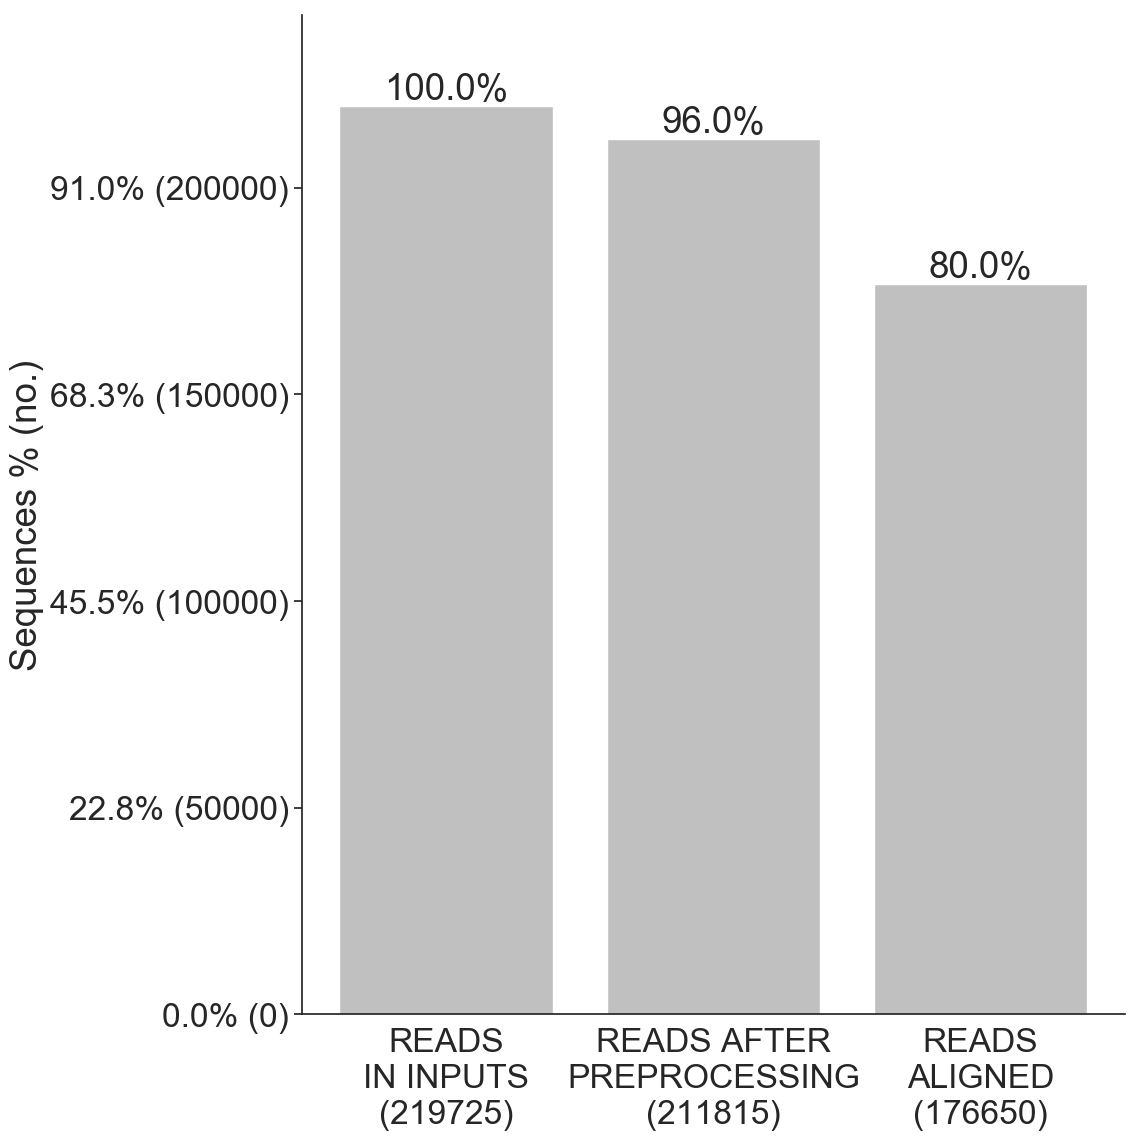 100.0%
96.0%
80.0%
91.0% (200000)
68.3% (150000)
45.5% (100000)
22.8% (50000)
0.0% (0)
Sequences % (no.)
READS
IN INPUTS
(219725)
READS AFTER
PREPROCESSING
(211815)
READS
ALIGNED
(176650)